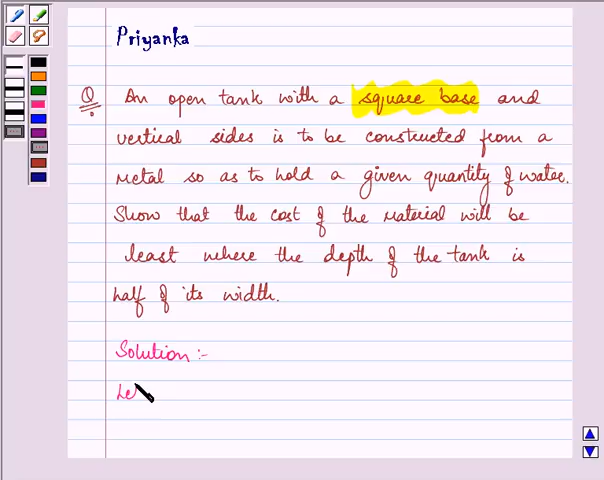 Priyanka
Q An open tank with a square base and
vertical sides is to be constructed from a
metal so as to hold a given quantity of water.
Show that the cost of the material will be
least where the depth of the tank is
half of its width.
Solution :-
Le